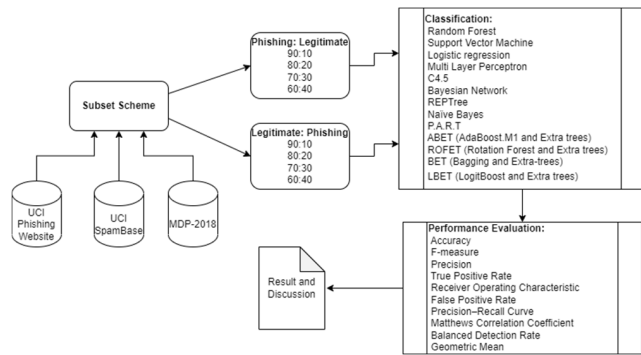 Subset Scheme
UCI
Phishing
Website
UCI
SpamBase
MDP-2018
Phishing: Legitimate
90:10
80:20
70:30
60:40
Legitimate: Phishing
90:10
80:20
70:30
60:40
Classification:
Random Forest
Support Vector Machine
Logistic regression
Multi Layer Perceptron
C4.5
Bayesian Network
REPTree
Naïve Bayes
P.A.R.T
ABET (AdaBoost.M1 and Extra trees)
ROFET (Rotation Forest and Extra trees)
BET (Bagging and Extra-trees)
LBET (LogitBoost and Extra trees)
Performance Evaluation:
Accuracy
F-measure
Precision
True Positive Rate
Receiver Operating Characteristic
False Positive Rate
Precision–Recall Curve
Matthews Correlation Coefficient
Balanced Detection Rate
Geometric Mean
Result and
Discussion